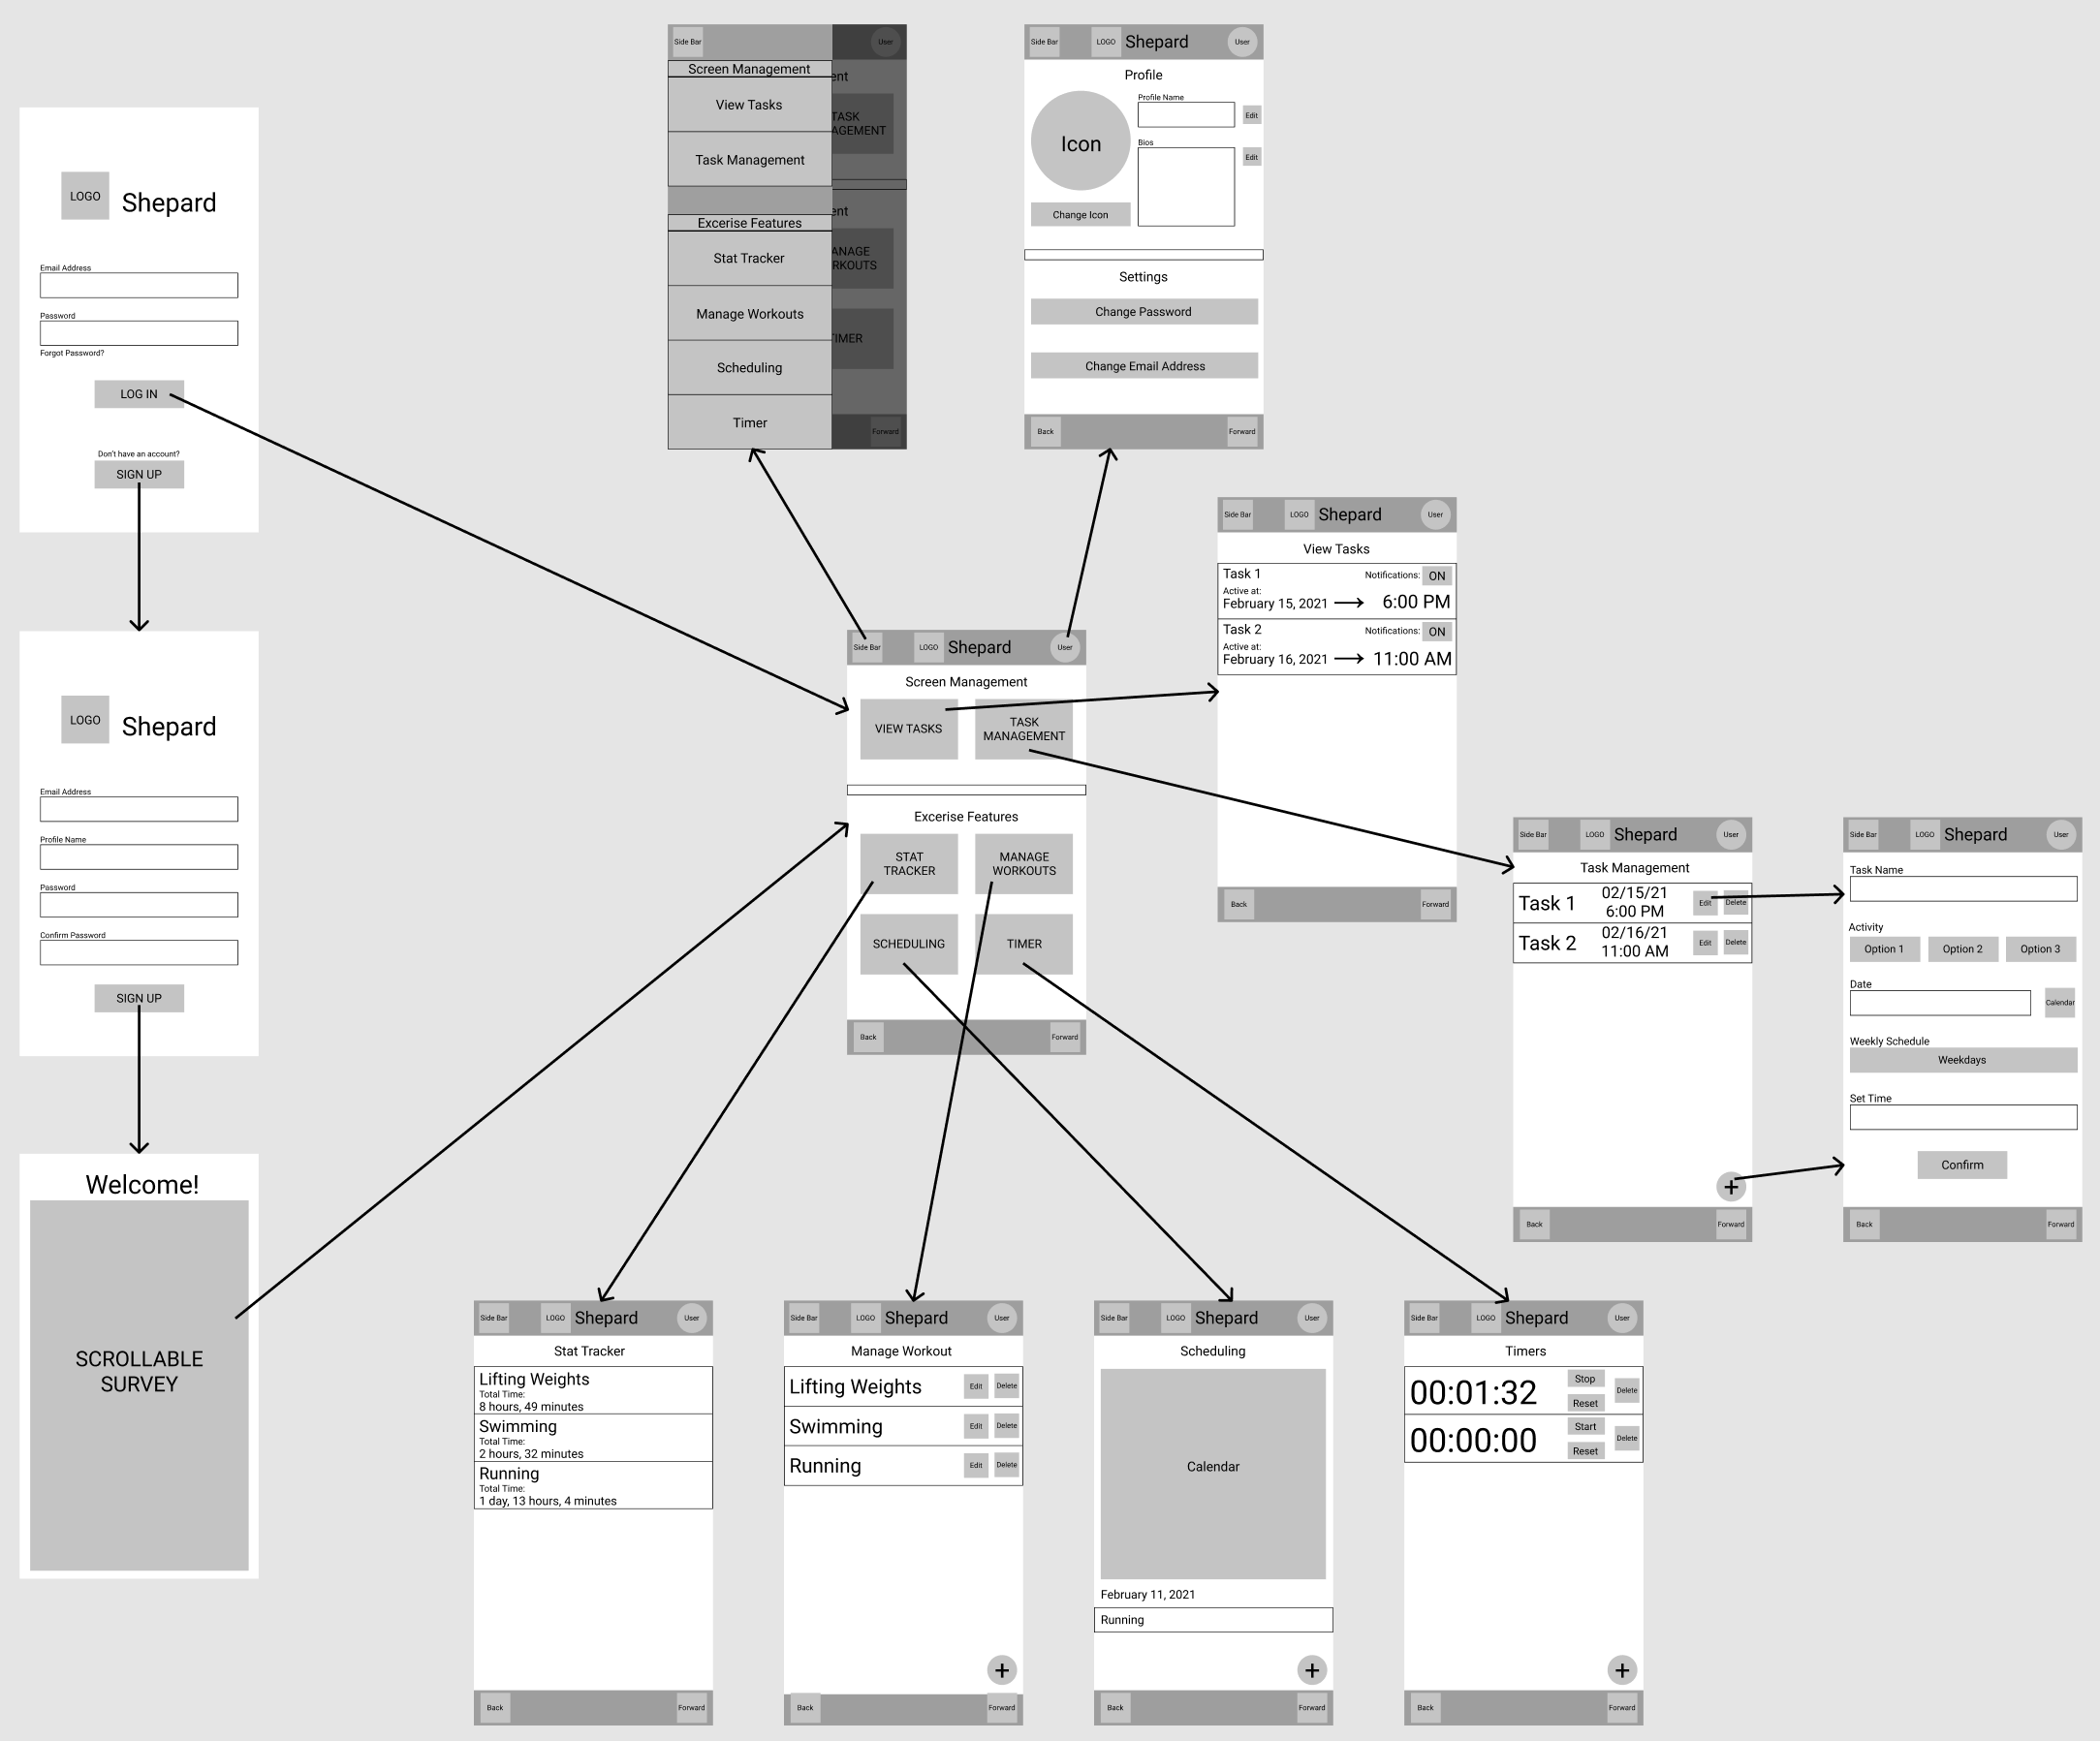 LOGO
Shepard
Email Address
Password
Forgot Password?
LOG IN
Don't have an account?
SIGN UP
LOGO
Shepard
Email Address
Profile Name
Password
Confirm Password
SIGN UP
Welcome!
SCROLLABLE
SURVEY
Side Bar
User
Screen Management
ent
View Tasks
TASK
AGEMENT
Task Management
ent
Excerise Features
Stat Tracker
ANAGE
RKOUTS
Manage Workouts
IMER
Scheduling
Timer
Forward
Side Bar
LOGO
Shepard
User
Profile
Icon
Profile Name
Edit
Bios
Edit
Change Icon
Settings
Change Password
Change Email Address
Back
Forward
Side Bar
LOGO
Shepard
User
Screen Management
VIEW TASKS
TASK
MANAGEMENT
Excerise Features
STAT
TRACKER
MANAGE
WORKOUTS
SCHEDULING
TIMER
Back
Forward
Side Bar
LOGO
Shepard
User
View Tasks
Task 1
Notifications: ON
Active at:
February 15, 2021 → 6:00 PM
Task 2
Notifications: ON
Active at:
February 16, 2021 → 11:00 AM
Back
Forward
Side Bar
LOGO
Shepard
User
Task Management
Task 1
02/15/21
6:00 PM
Edit
Delete
Task 2
02/16/21
11:00 AM
Edit
Delete
+
Back
Forward
Side Bar
LOGO
Shepard
User
Task Name
Activity
Option 1
Option 2
Option 3
Date
Calendar
Weekly Schedule
Weekdays
Set Time
Confirm
Back
Forward
Side Bar
LOGO
Shepard
User
Stat Tracker
Lifting Weights
Total Time:
8 hours, 49 minutes
Swimming
Total Time:
2 hours, 32 minutes
Running
Total Time:
1 day, 13 hours, 4 minutes
Back
Forward
Side Bar
LOGO
Shepard
User
Manage Workout
Lifting Weights
Edit
Delete
Swimming
Edit
Delete
Running
Edit
Delete
+
Back
Forward
Side Bar
LOGO
Shepard
User
Scheduling
Calendar
February 11, 2021
Running
+
Back
Forward
Side Bar
LOGO
Shepard
User
Timers
00:01:32
Stop
Reset
Delete
00:00:00
Start
Reset
Delete
+
Back
Forward